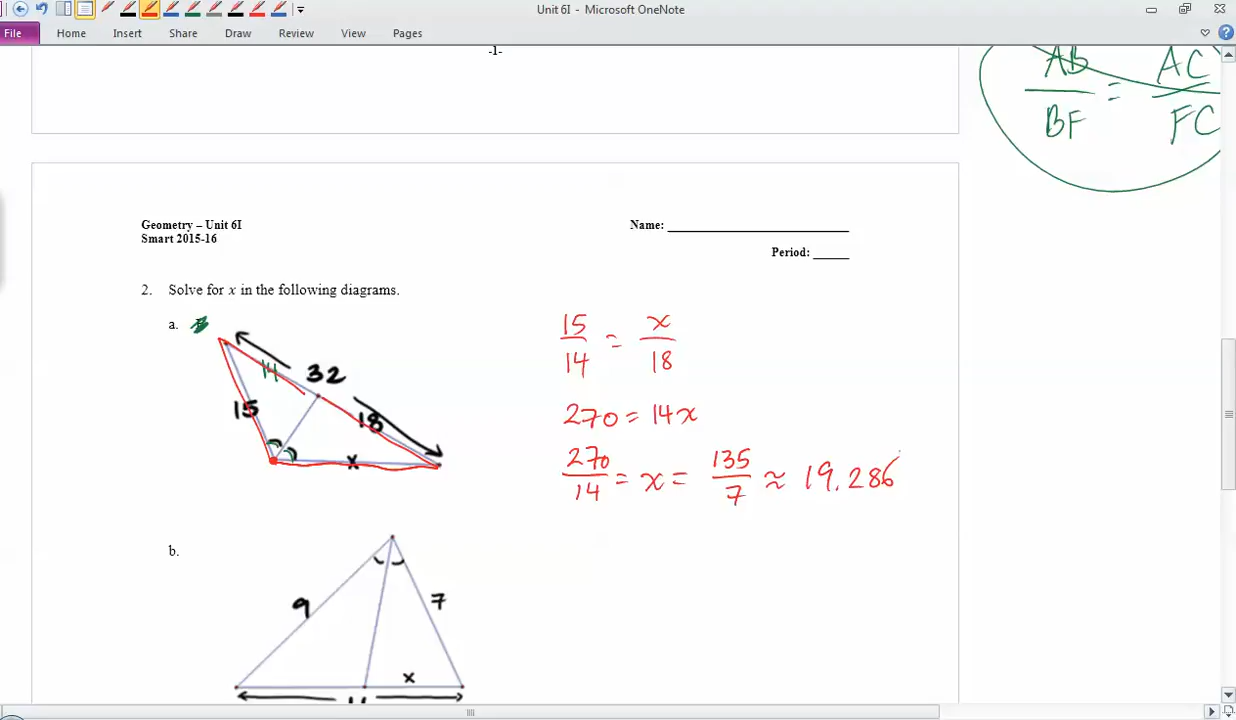 Unit 6I - Microsoft OneNote
File Home Insert Share Draw Review View Pages
-1-
AB / BF = AC / FC
Geometry – Unit 6I
Smart 2015-16
Name:
Period:
2. Solve for x in the following diagrams.
a.
14
32
15
18
x
15/14 = x/18
270 = 14x
270/14 = x = 135/7 ≈ 19.286
b.
9
7
x